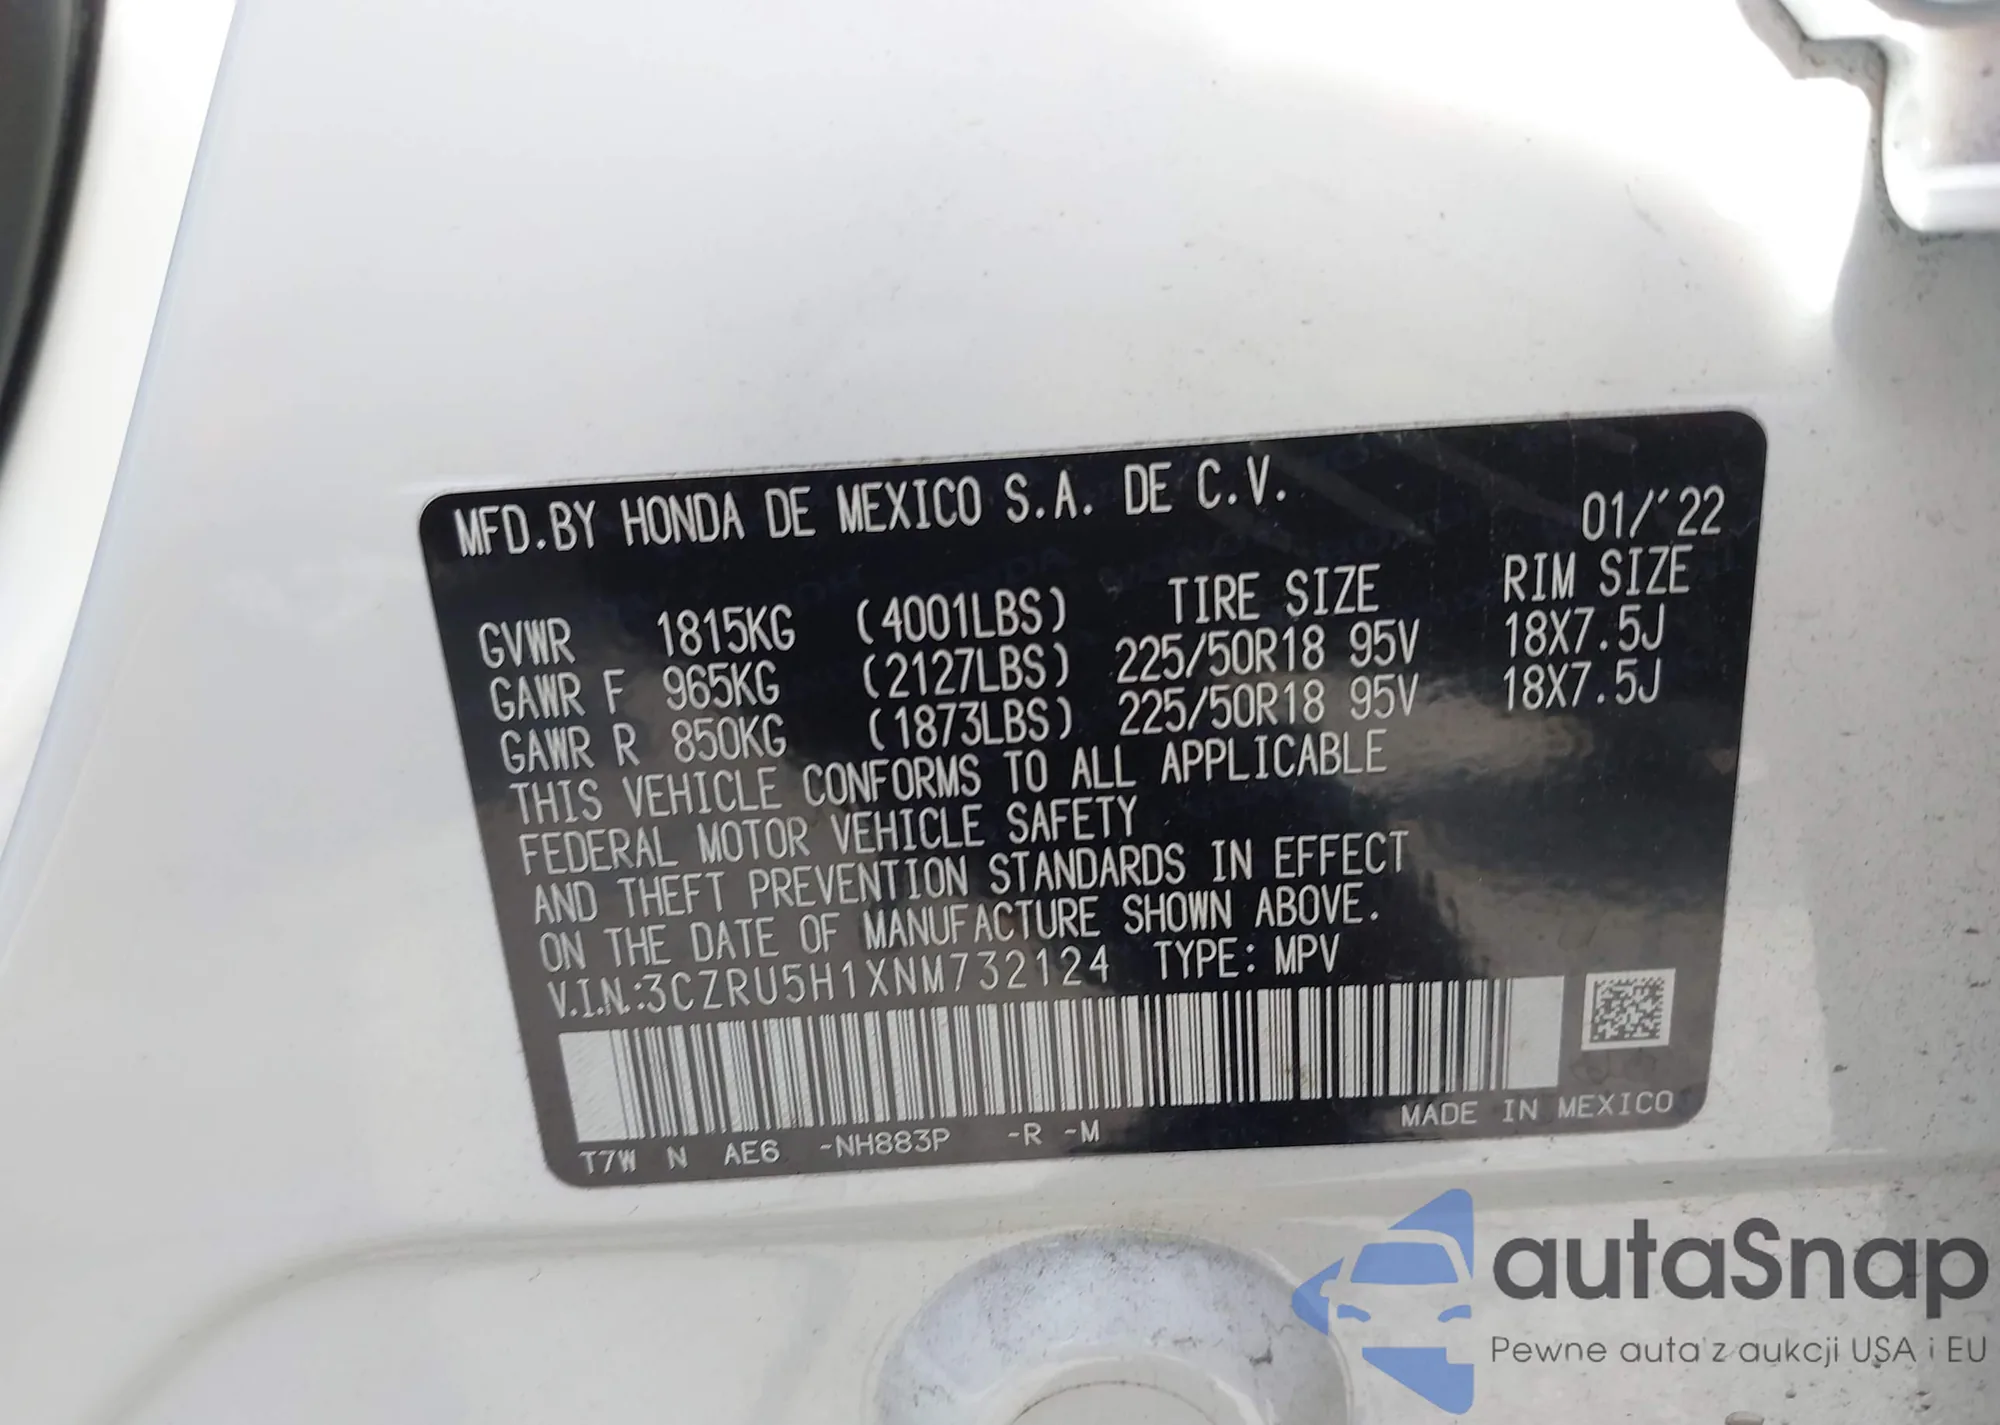 MFD.BY HONDA DE MEXICO S.A. DE C.V. 01/'22
TIRE SIZE RIM SIZE
GVWR 1815KG (4001LBS)
GAWR F 965KG (2127LBS) 225/50R18 95V 18X7.5J
GAWR R 850KG (1873LBS) 225/50R18 95V 18X7.5J
THIS VEHICLE CONFORMS TO ALL APPLICABLE
FEDERAL MOTOR VEHICLE SAFETY
AND THEFT PREVENTION STANDARDS IN EFFECT
ON THE DATE OF MANUFACTURE SHOWN ABOVE.
V.I.N.:3CZRU5H1XNM732124 TYPE: MPV
T7W N AE6 -NH883P -R -M MADE IN MEXICO
autaSnap
Pewne auta z aukcji USA i EU